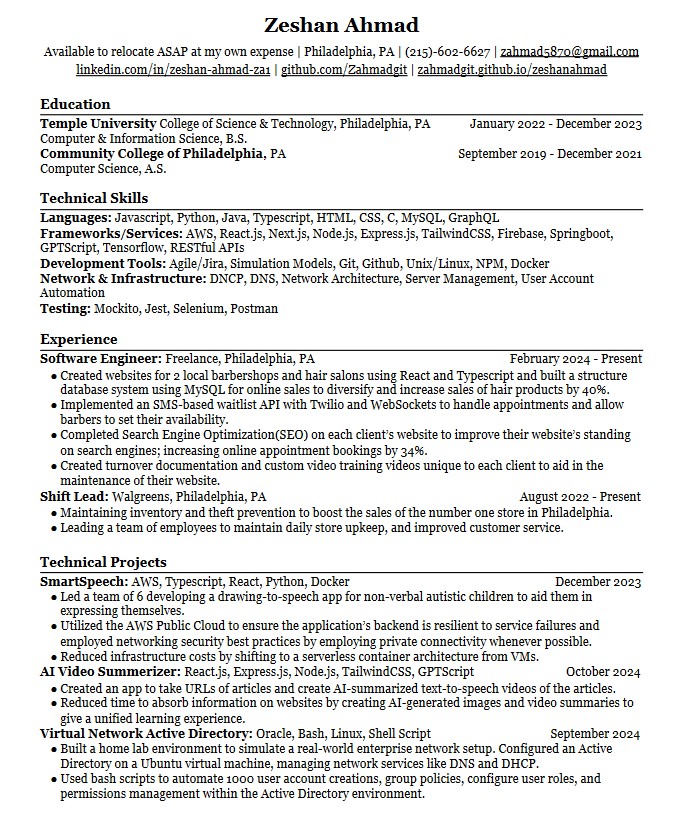 Zeshan Ahmad
Available to relocate ASAP at my own expense | Philadelphia, PA | (215)-602-6627 | zahmad5870@gmail.com
linkedin.com/in/zeshan-ahmad-za1 | github.com/Zahmadgit | zahmadgit.github.io/zeshanahmad
Education
Temple University College of Science & Technology, Philadelphia, PA January 2022 - December 2023
Computer & Information Science, B.S.
Community College of Philadelphia, PA September 2019 - December 2021
Computer Science, A.S.
Technical Skills
Languages: Javascript, Python, Java, Typescript, HTML, CSS, C, MySQL, GraphQL
Frameworks/Services: AWS, React.js, Next.js, Node.js, Express.js, TailwindCSS, Firebase, Springboot,
GPTScript, Tensorflow, RESTful APIs
Development Tools: Agile/Jira, Simulation Models, Git, Github, Unix/Linux, NPM, Docker
Network & Infrastructure: DNCP, DNS, Network Architecture, Server Management, User Account
Automation
Testing: Mockito, Jest, Selenium, Postman
Experience
Software Engineer: Freelance, Philadelphia, PA February 2024 - Present
● Created websites for 2 local barbershops and hair salons using React and Typescript and built a structure
database system using MySQL for online sales to diversify and increase sales of hair products by 40%.
● Implemented an SMS-based waitlist API with Twilio and WebSockets to handle appointments and allow
barbers to set their availability.
● Completed Search Engine Optimization(SEO) on each client's website to improve their website's standing
on search engines; increasing online appointment bookings by 34%.
● Created turnover documentation and custom video training videos unique to each client to aid in the
maintenance of their website.
Shift Lead: Walgreens, Philadelphia, PA August 2022 - Present
● Maintaining inventory and theft prevention to boost the sales of the number one store in Philadelphia.
● Leading a team of employees to maintain daily store upkeep, and improved customer service.
Technical Projects
SmartSpeech: AWS, Typescript, React, Python, Docker December 2023
● Led a team of 6 developing a drawing-to-speech app for non-verbal autistic children to aid them in
expressing themselves.
● Utilized the AWS Public Cloud to ensure the application's backend is resilient to service failures and
employed networking security best practices by employing private connectivity whenever possible.
● Reduced infrastructure costs by shifting to a serverless container architecture from VMs.
AI Video Summerizer: React.js, Express.js, Node.js, TailwindCSS, GPTScript October 2024
● Created an app to take URLs of articles and create AI-summarized text-to-speech videos of the articles.
● Reduced time to absorb information on websites by creating AI-generated images and video summaries to
give a unified learning experience.
Virtual Network Active Directory: Oracle, Bash, Linux, Shell Script September 2024
● Built a home lab environment to simulate a real-world enterprise network setup. Configured an Active
Directory on a Ubuntu virtual machine, managing network services like DNS and DHCP.
● Used bash scripts to automate 1000 user account creations, group policies, configure user roles, and
permissions management within the Active Directory environment.